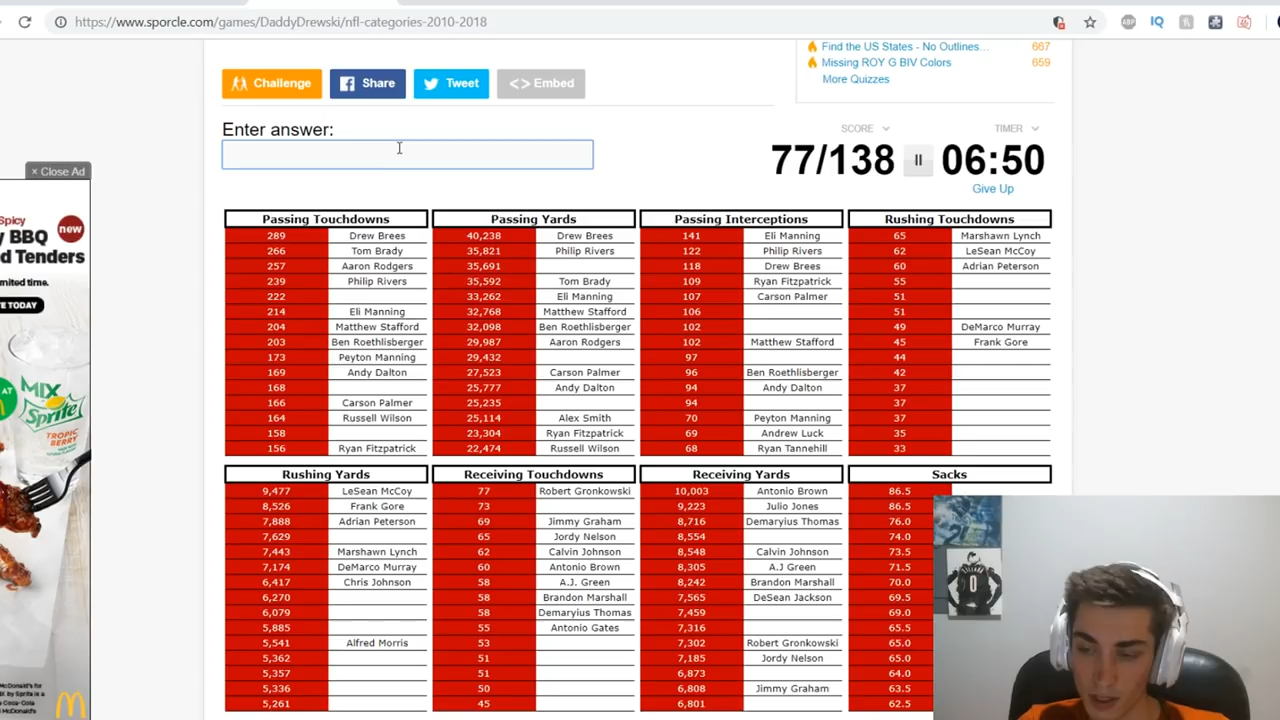 https://www.sporcle.com/games/DaddyDrewski/nfl-categories-2010-2018
ABP
IQ
Find the US States - No Outlines... 667
Missing ROY G BIV Colors 659
More Quizzes
Challenge
Share
Tweet
<> Embed
Enter answer:
SCORE
TIMER
77/138
06:50
Give Up
× Close Ad
Spicy
new
BBQ
d Tenders
imited time.
E TODAY
AT
MIX
Sprite
TROPIC
BERRY
Passing Touchdowns
289 Drew Brees
266 Tom Brady
257 Aaron Rodgers
239 Philip Rivers
222
214 Eli Manning
204 Matthew Stafford
203 Ben Roethlisberger
173 Peyton Manning
169 Andy Dalton
168
166 Carson Palmer
164 Russell Wilson
158
156 Ryan Fitzpatrick
Passing Yards
40,238 Drew Brees
35,821 Philip Rivers
35,691
35,592 Tom Brady
33,262 Eli Manning
32,768 Matthew Stafford
32,098 Ben Roethlisberger
29,987 Aaron Rodgers
29,432
27,523 Carson Palmer
25,777 Andy Dalton
25,235
25,114 Alex Smith
23,304 Ryan Fitzpatrick
22,474 Russell Wilson
Passing Interceptions
141 Eli Manning
122 Philip Rivers
118 Drew Brees
109 Ryan Fitzpatrick
107 Carson Palmer
106
102
102 Matthew Stafford
97
96 Ben Roethlisberger
94 Andy Dalton
94
70 Peyton Manning
69 Andrew Luck
68 Ryan Tannehill
Rushing Touchdowns
65 Marshawn Lynch
62 LeSean McCoy
60 Adrian Peterson
55
51
51
49 DeMarco Murray
45 Frank Gore
44
42
37
37
37
35
33
Rushing Yards
9,477 LeSean McCoy
8,526 Frank Gore
7,888 Adrian Peterson
7,629
7,443 Marshawn Lynch
7,174 DeMarco Murray
6,417 Chris Johnson
6,270
6,079
5,885
5,541 Alfred Morris
5,362
5,357
5,336
5,261
Receiving Touchdowns
77 Robert Gronkowski
73
69 Jimmy Graham
65 Jordy Nelson
62 Calvin Johnson
60 Antonio Brown
58 A.J. Green
58 Brandon Marshall
58 Demaryius Thomas
55 Antonio Gates
53
51
51
50
45
Receiving Yards
10,003 Antonio Brown
9,223 Julio Jones
8,716 Demaryius Thomas
8,554
8,548 Calvin Johnson
8,305 A.J Green
8,242 Brandon Marshall
7,565 DeSean Jackson
7,459
7,316
7,302 Robert Gronkowski
7,185 Jordy Nelson
6,873
6,808 Jimmy Graham
6,801
Sacks
86.5
86.5
76.0
74.0
73.5
71.5
70.0
69.5
69.0
65.5
65.0
65.0
64.0
63.5
62.5
0